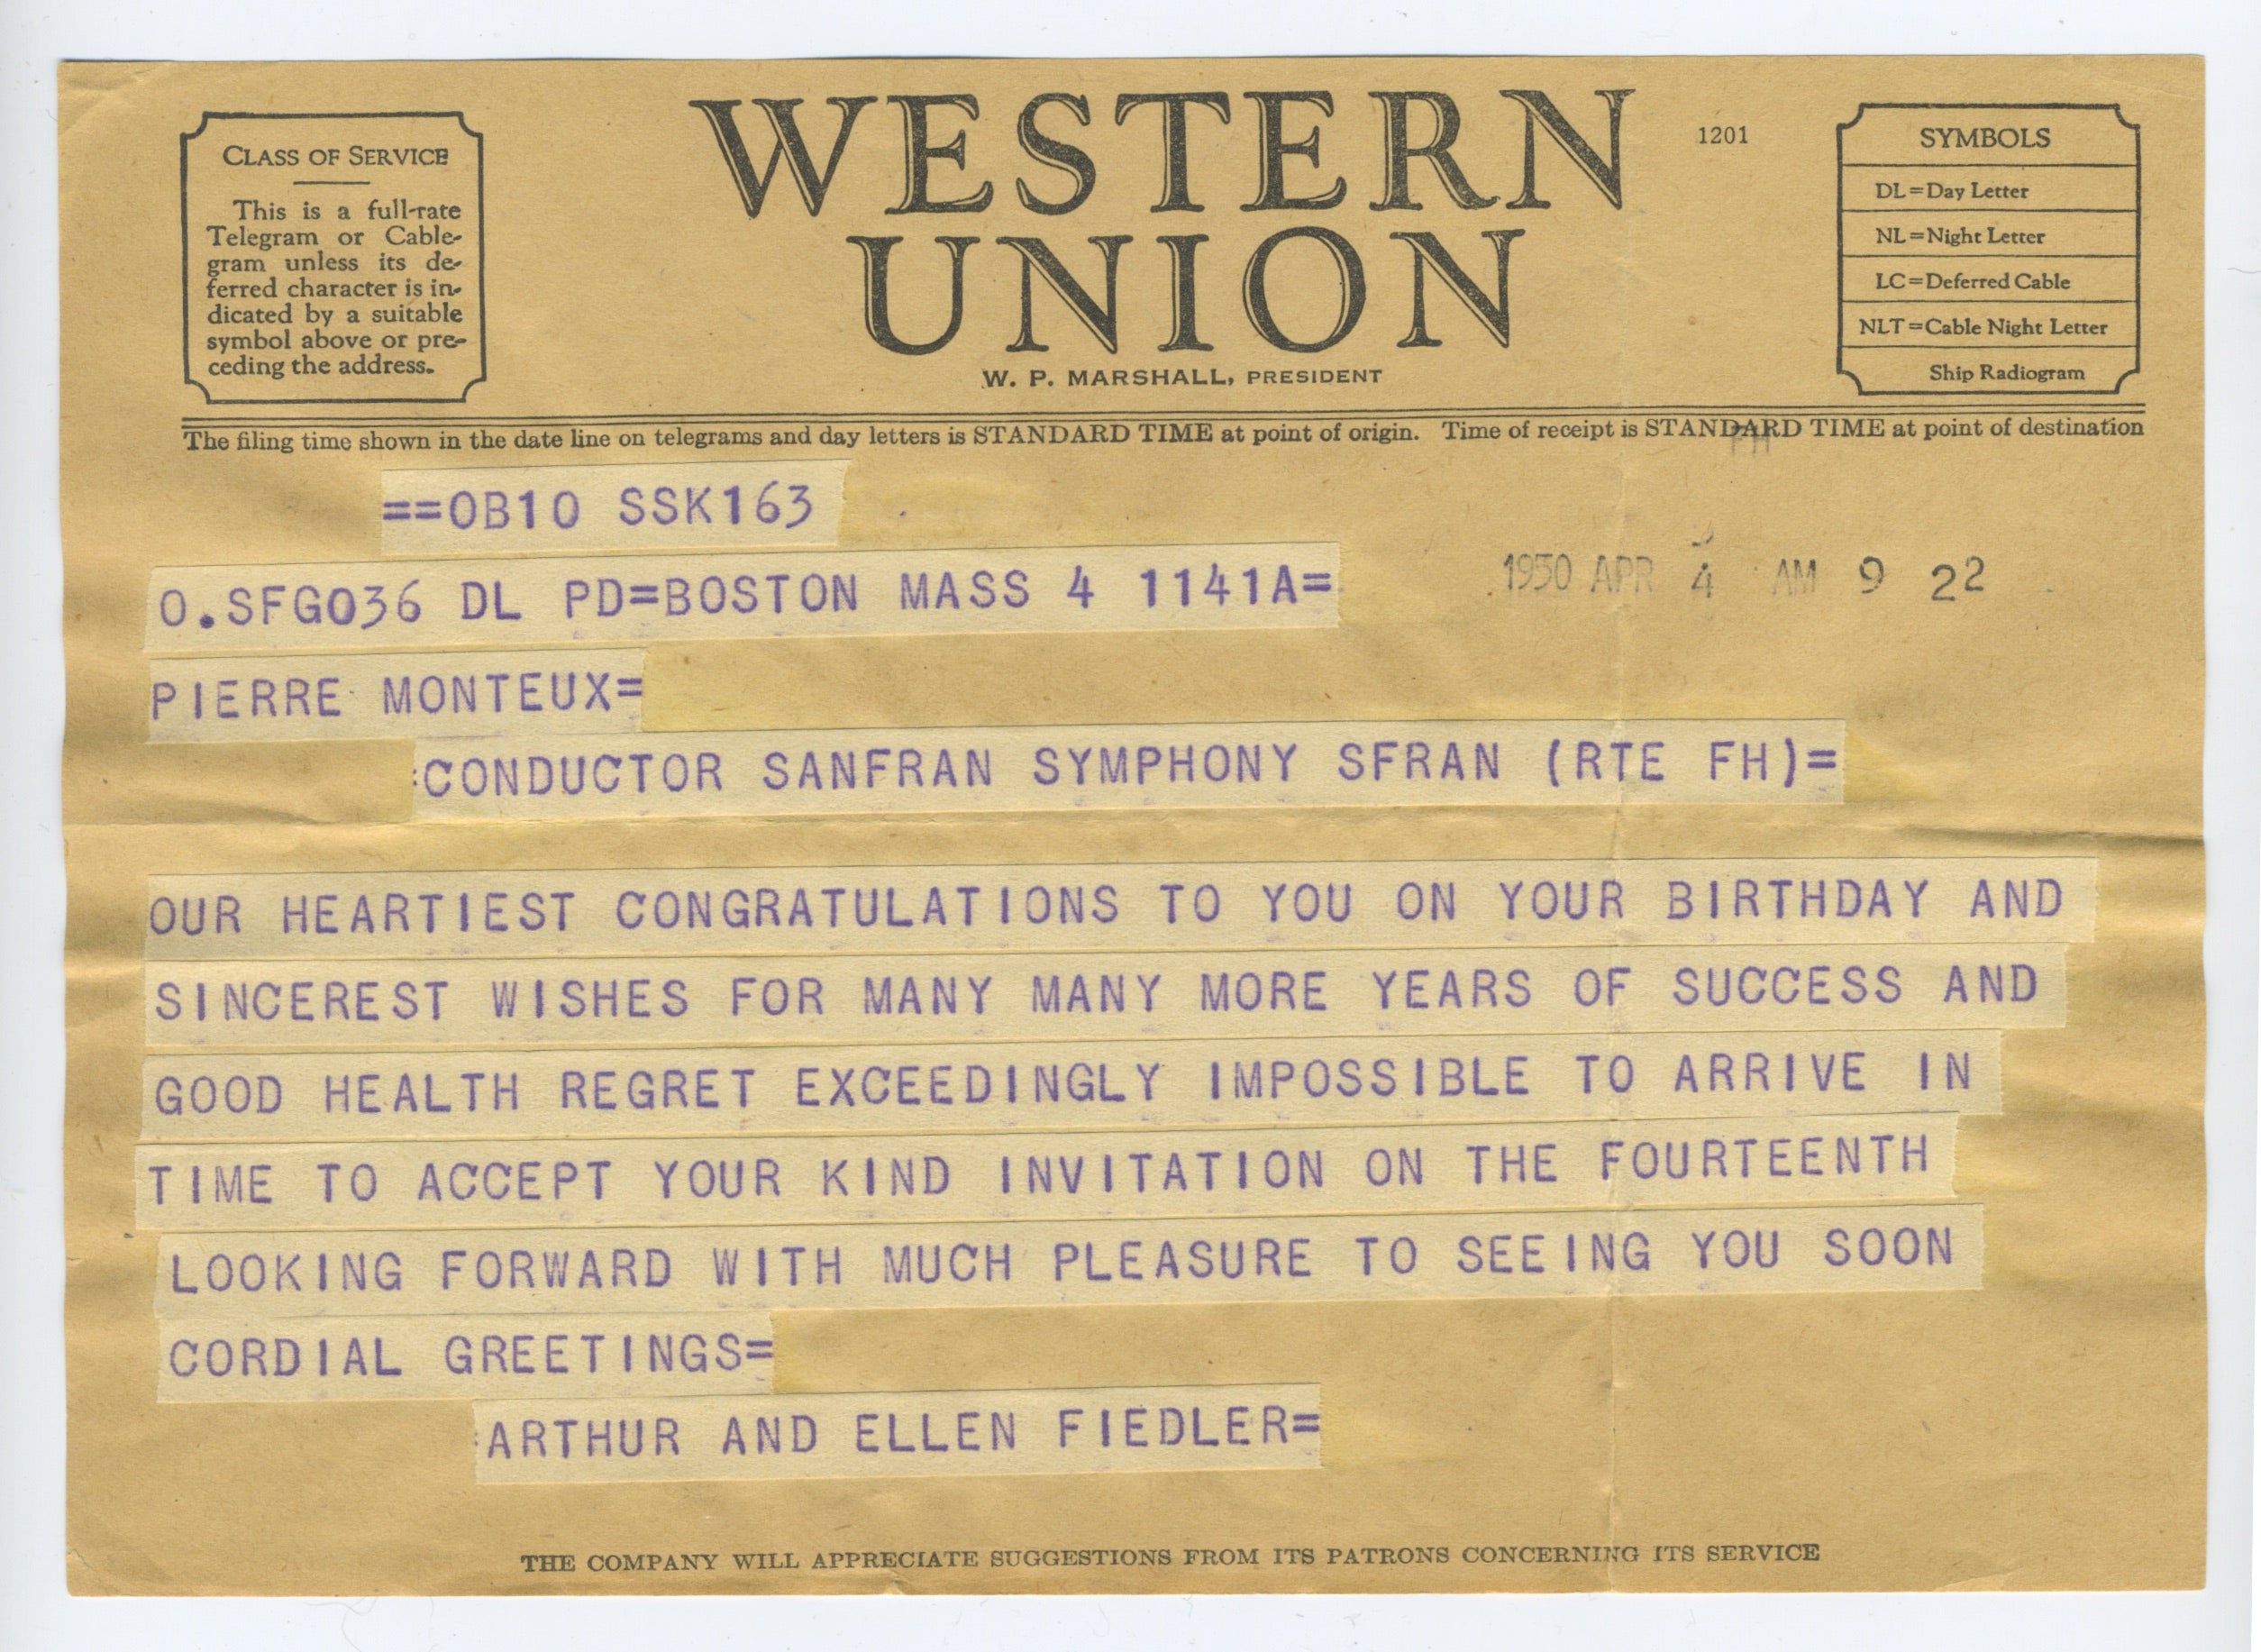 CLASS OF SERVICE
This is a full-rate
Telegram or Cable-
gram unless its de-
ferred character is in-
dicated by a suitable
symbol above or pre-
ceding the address.
WESTERN
UNION
W. P. MARSHALL, PRESIDENT
1201
SYMBOLS
DL=Day Letter
NL=Night Letter
LC=Deferred Cable
NLT=Cable Night Letter
Ship Radiogram
The filing time shown in the date line on telegrams and day letters is STANDARD TIME at point of origin. Time of receipt is STANDARD TIME at point of destination
==OB10 SSK163
O.SFG036 DL PD=BOSTON MASS 4 1141A=
1950 APR 4 AM 9 22
PIERRE MONTEUX=
:CONDUCTOR SANFRAN SYMPHONY SFRAN (RTE FH)=
OUR HEARTIEST CONGRATULATIONS TO YOU ON YOUR BIRTHDAY AND
SINCEREST WISHES FOR MANY MANY MORE YEARS OF SUCCESS AND
GOOD HEALTH REGRET EXCEEDINGLY IMPOSSIBLE TO ARRIVE IN
TIME TO ACCEPT YOUR KIND INVITATION ON THE FOURTEENTH
LOOKING FORWARD WITH MUCH PLEASURE TO SEEING YOU SOON
CORDIAL GREETINGS=
:ARTHUR AND ELLEN FIEDLER=
THE COMPANY WILL APPRECIATE SUGGESTIONS FROM ITS PATRONS CONCERNING ITS SERVICE